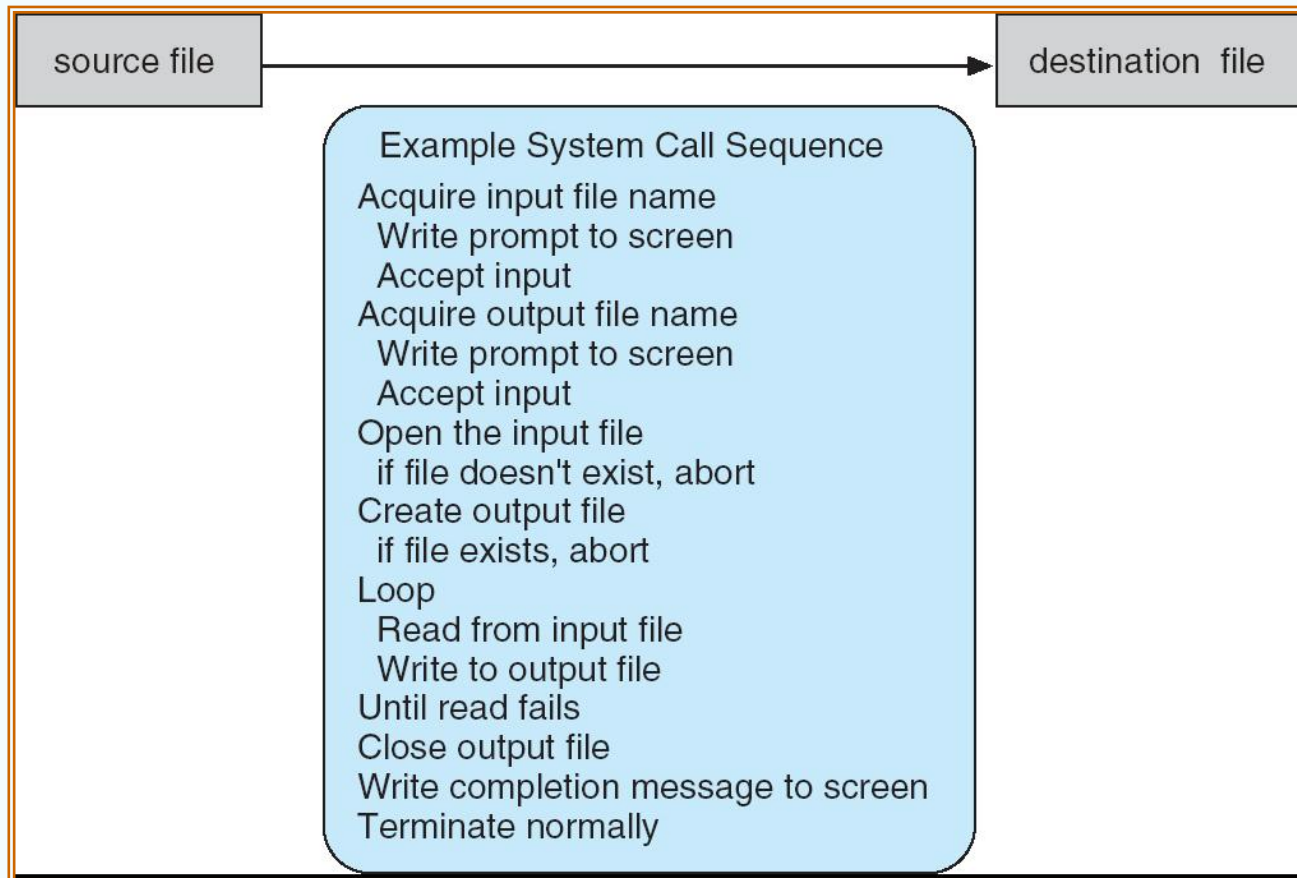 source file
destination file
Example System Call Sequence
Acquire input file name
Write prompt to screen
Accept input
Acquire output file name
Write prompt to screen
Accept input
Open the input file
if file doesn't exist, abort
Create output file
if file exists, abort
Loop
Read from input file
Write to output file
Until read fails
Close output file
Write completion message to screen
Terminate normally